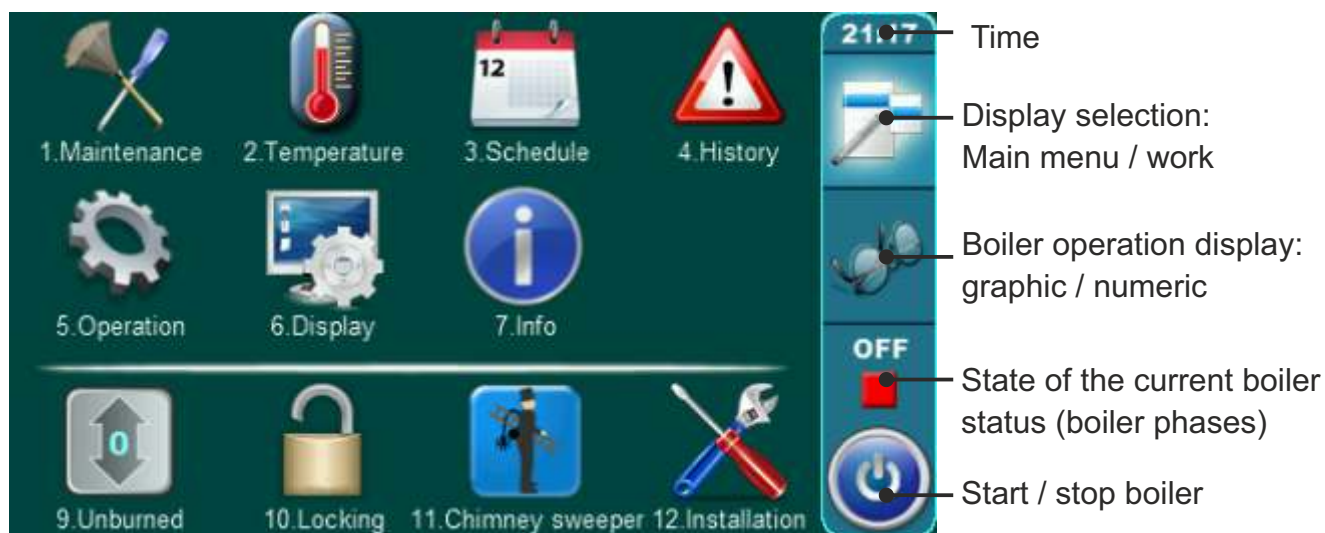 21:17
Time
12
1.Maintenance 2.Temperature 3.Schedule 4.History
Display selection:
Main menu / work
5.Operation 6.Display 7.Info
Boiler operation display:
graphic / numeric
OFF
State of the current boiler
status (boiler phases)
0
9.Unburned 10.Locking 11.Chimney sweeper 12.Installation
Start / stop boiler